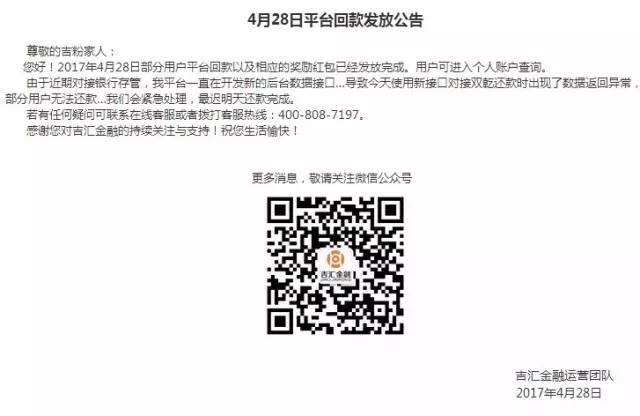 4月28日平台回款发放公告
尊敬的吉粉家人：
您好！2017年4月28日部分用户平台回款以及相应的奖励红包已经发放完成。用户可进入个人账户查询。
由于近期对接银行存管，我平台一直在开发新的后台数据接口...导致今天使用新接口对接双乾还款时出现了数据返回异常，
部分用户无法还款...我们会紧急处理，最迟明天还款完成。
若有任何疑问可联系在线客服或者拨打客服热线：400-808-7197。
感谢您对吉汇金融的持续关注与支持！祝您生活愉快！
更多消息，敬请关注微信公众号
吉汇金融
吉汇金融运营团队
2017年4月28日